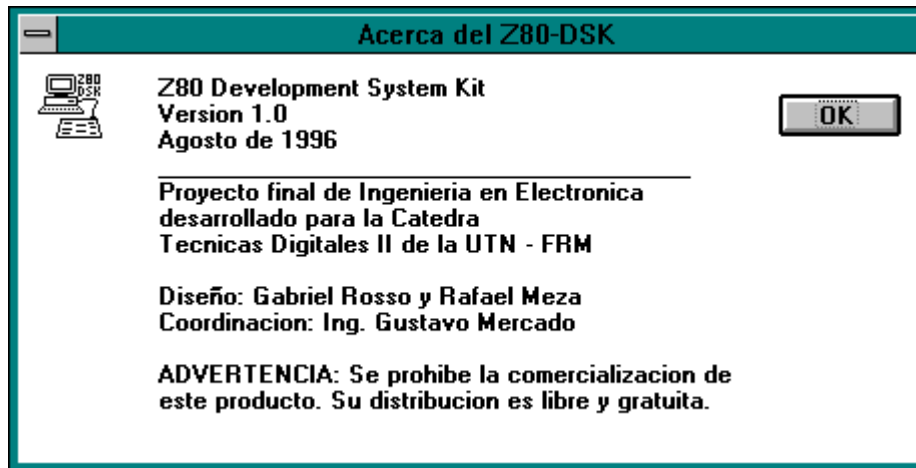 Acerca del Z80-DSK
Z80
DSK
Z80 Development System Kit
Version 1.0
Agosto de 1996
OK
Proyecto final de Ingenieria en Electronica
desarrollado para la Catedra
Tecnicas Digitales II de la UTN - FRM
Diseño: Gabriel Rosso y Rafael Meza
Coordinacion: Ing. Gustavo Mercado
ADVERTENCIA: Se prohibe la comercializacion de
este producto. Su distribucion es libre y gratuita.